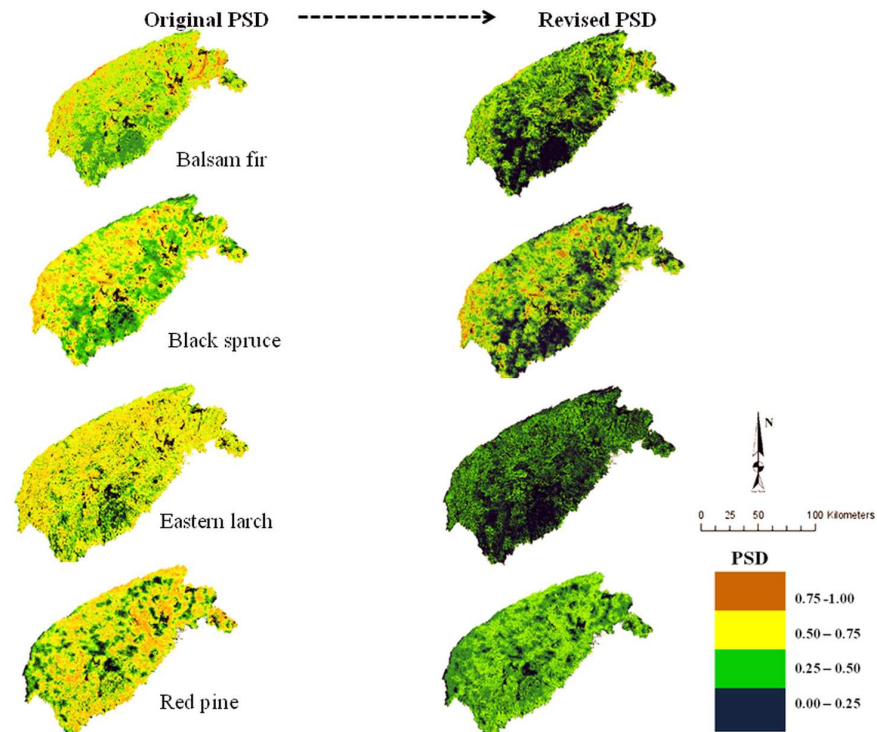 Original PSD
Revised PSD
Balsam fir
Black spruce
Eastern larch
Red pine
N
0 25 50 100 Kilometers
PSD
0.75 -1.00
0.50 – 0.75
0.25 – 0.50
0.00 – 0.25